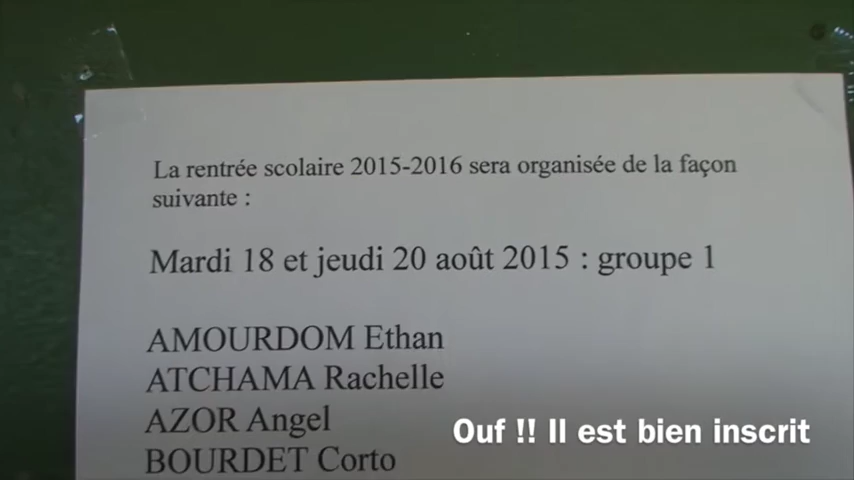 La rentrée scolaire 2015-2016 sera organisée de la façon
suivante :
Mardi 18 et jeudi 20 août 2015 : groupe 1
AMOURDOM Ethan
ATCHAMA Rachelle
AZOR Angel
BOURDET Corto
Ouf !! Il est bien inscrit